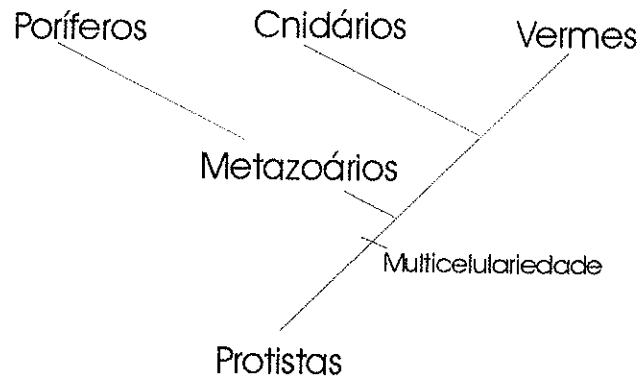 Poríferos
Cnidários
Vermes
Metazoários
Multicelulariedade
Protistas